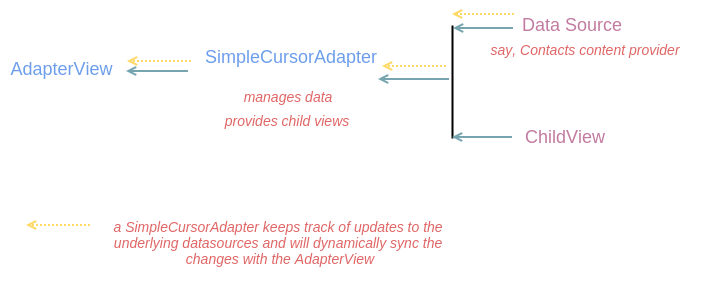 AdapterView
SimpleCursorAdapter
manages data
provides child views
Data Source
say, Contacts content provider
ChildView
a SimpleCursorAdapter keeps track of updates to the
underlying datasources and will dynamically sync the
changes with the AdapterView